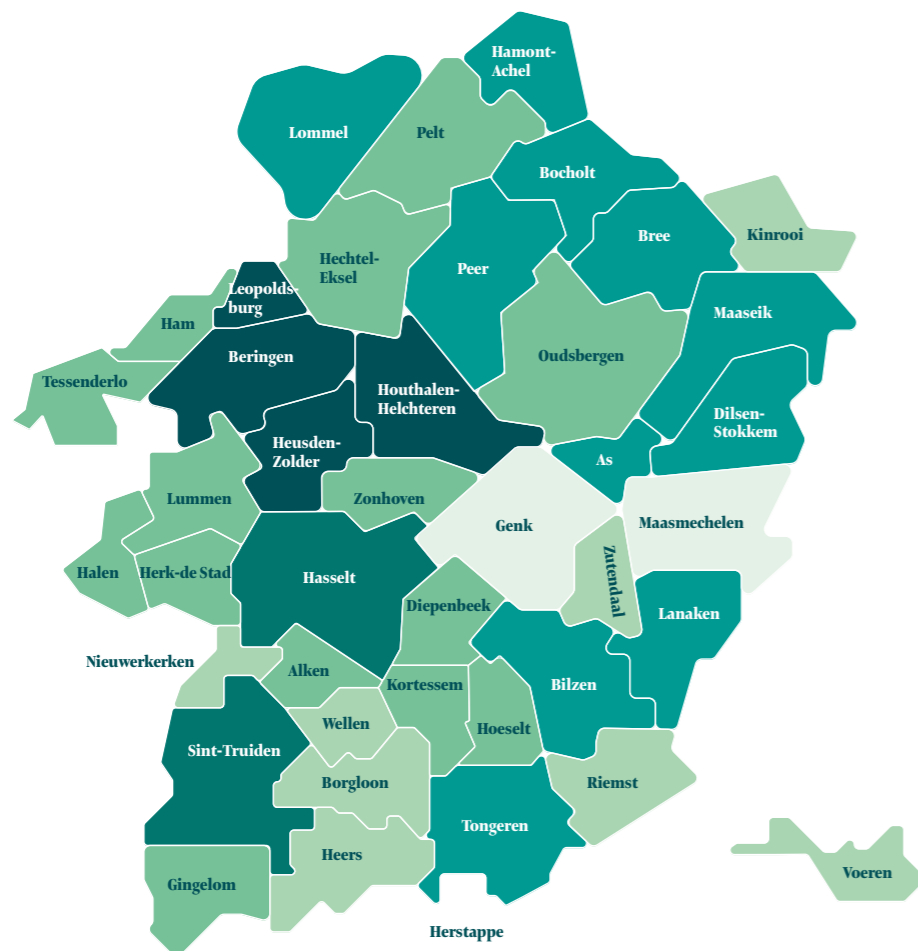 Hamont-
Achel
Lommel
Pelt
Bocholt
Bree
Kinrooi
Hechtel-
Eksel
Peer
Leopolds-
burg
Maaseik
Ham
Beringen
Oudsbergen
Tessenderlo
Houthalen-
Helchteren
Dilsen-
Stokkem
Heusden-
Zolder
As
Lummen
Zonhoven
Genk
Maasmechelen
Halen
Herk-de Stad
Hasselt
Zutendaal
Diepenbeek
Lanaken
Nieuwerkerken
Alken
Kortessem
Bilzen
Wellen
Hoeselt
Sint-Truiden
Borgloon
Riemst
Tongeren
Heers
Gingelom
Voeren
Herstappe